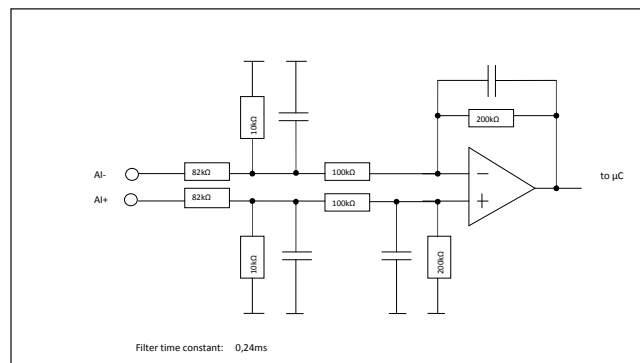 10kΩ
200kΩ
AI-
82kΩ
100kΩ
to µC
AI+
82kΩ
100kΩ
10kΩ
200kΩ
Filter time constant: 0,24ms